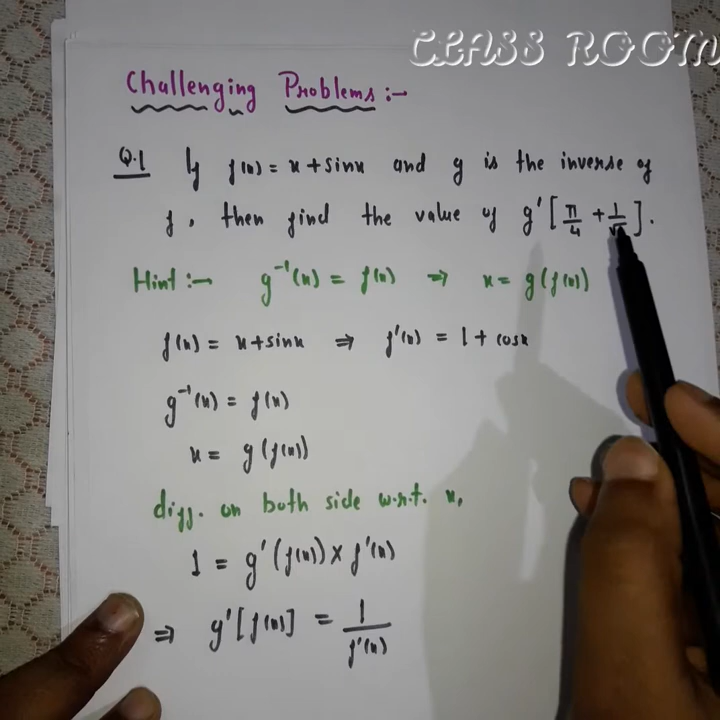 CLASS ROOM
Challenging Problems :-
Q.1 If f(x) = x + sinx and g is the inverse of
f, then find the value of g' [π/4 + 1/√ ].
Hint :- g⁻¹(x) = f(x) ⇒ x = g(f(x))
f(x) = x + sinx ⇒ f'(x) = 1 + cosx
g⁻¹(x) = f(x)
x = g(f(x))
diff. on both side w.r.t. x,
1 = g'(f(x)) × f'(x)
⇒ g'[f(x)] = 1/f'(x)